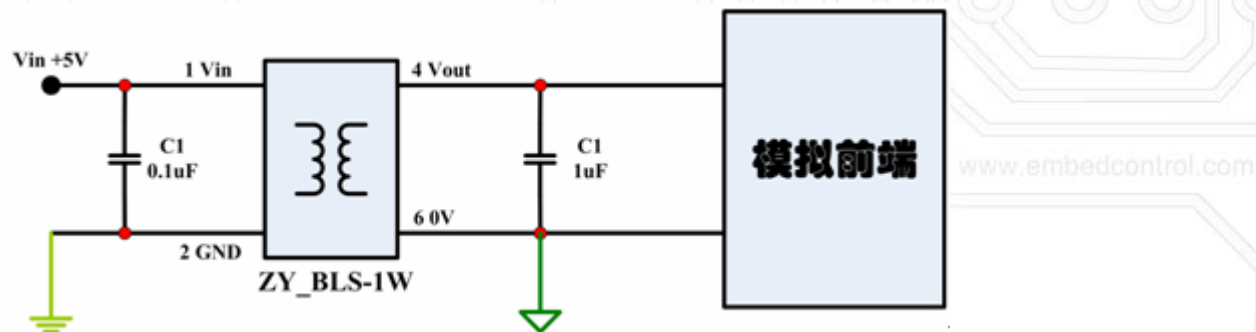 Vin +5V
1 Vin
4 Vout
C1
0.1uF
C1
1uF
模拟前端
www.embedcontrol.com
2 GND
6 0V
ZY_BLS-1W